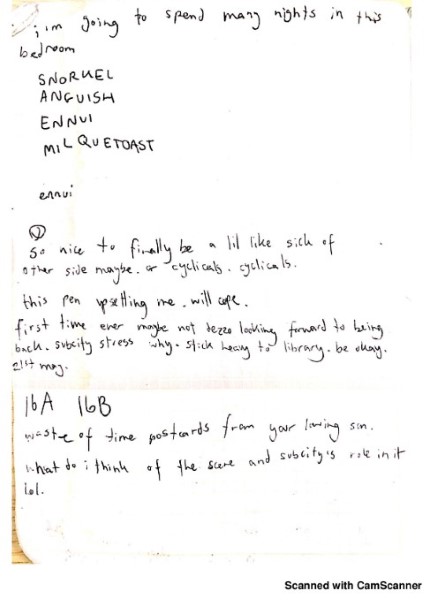 i'm going to spend many nights in this
bedroom
SNORKEL
ANGUISH
ENNUI
MILQUETOAST
ennui
so nice to finally be a lil like sick of
other side maybe. or cyclicals. cyclicals.
this pen upsetting me. will cope.
first time ever maybe not looking forward to being
back. subcity stress why. stick heavy to library. be okay.
21st may.
16A 16B
waste of time postcards from your loving son.
what do i think of the scene and subcity's role in it
lol.
Scanned with CamScanner